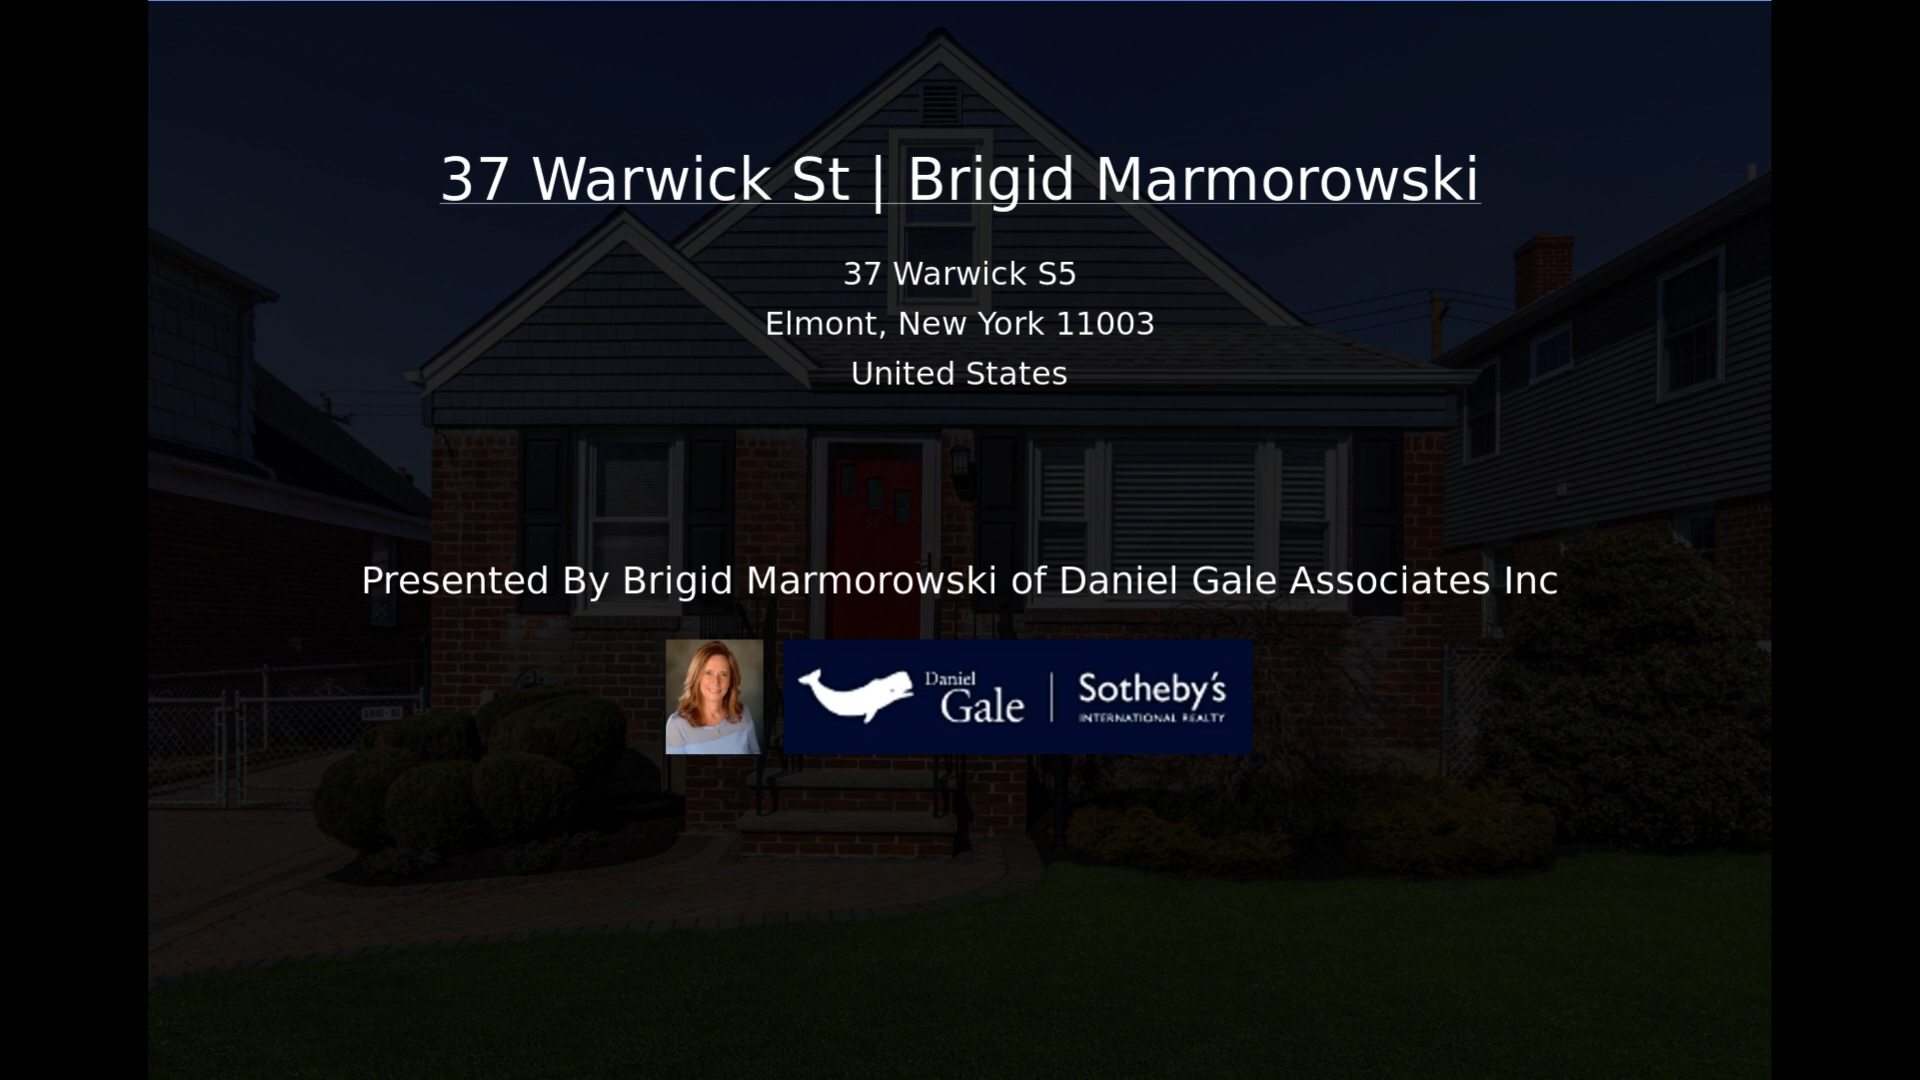 37 Warwick St | Brigid Marmorowski
37 Warwick S5
Elmont, New York 11003
United States
Presented By Brigid Marmorowski of Daniel Gale Associates Inc
Daniel
Gale
Sotheby's
INTERNATIONAL REALTY